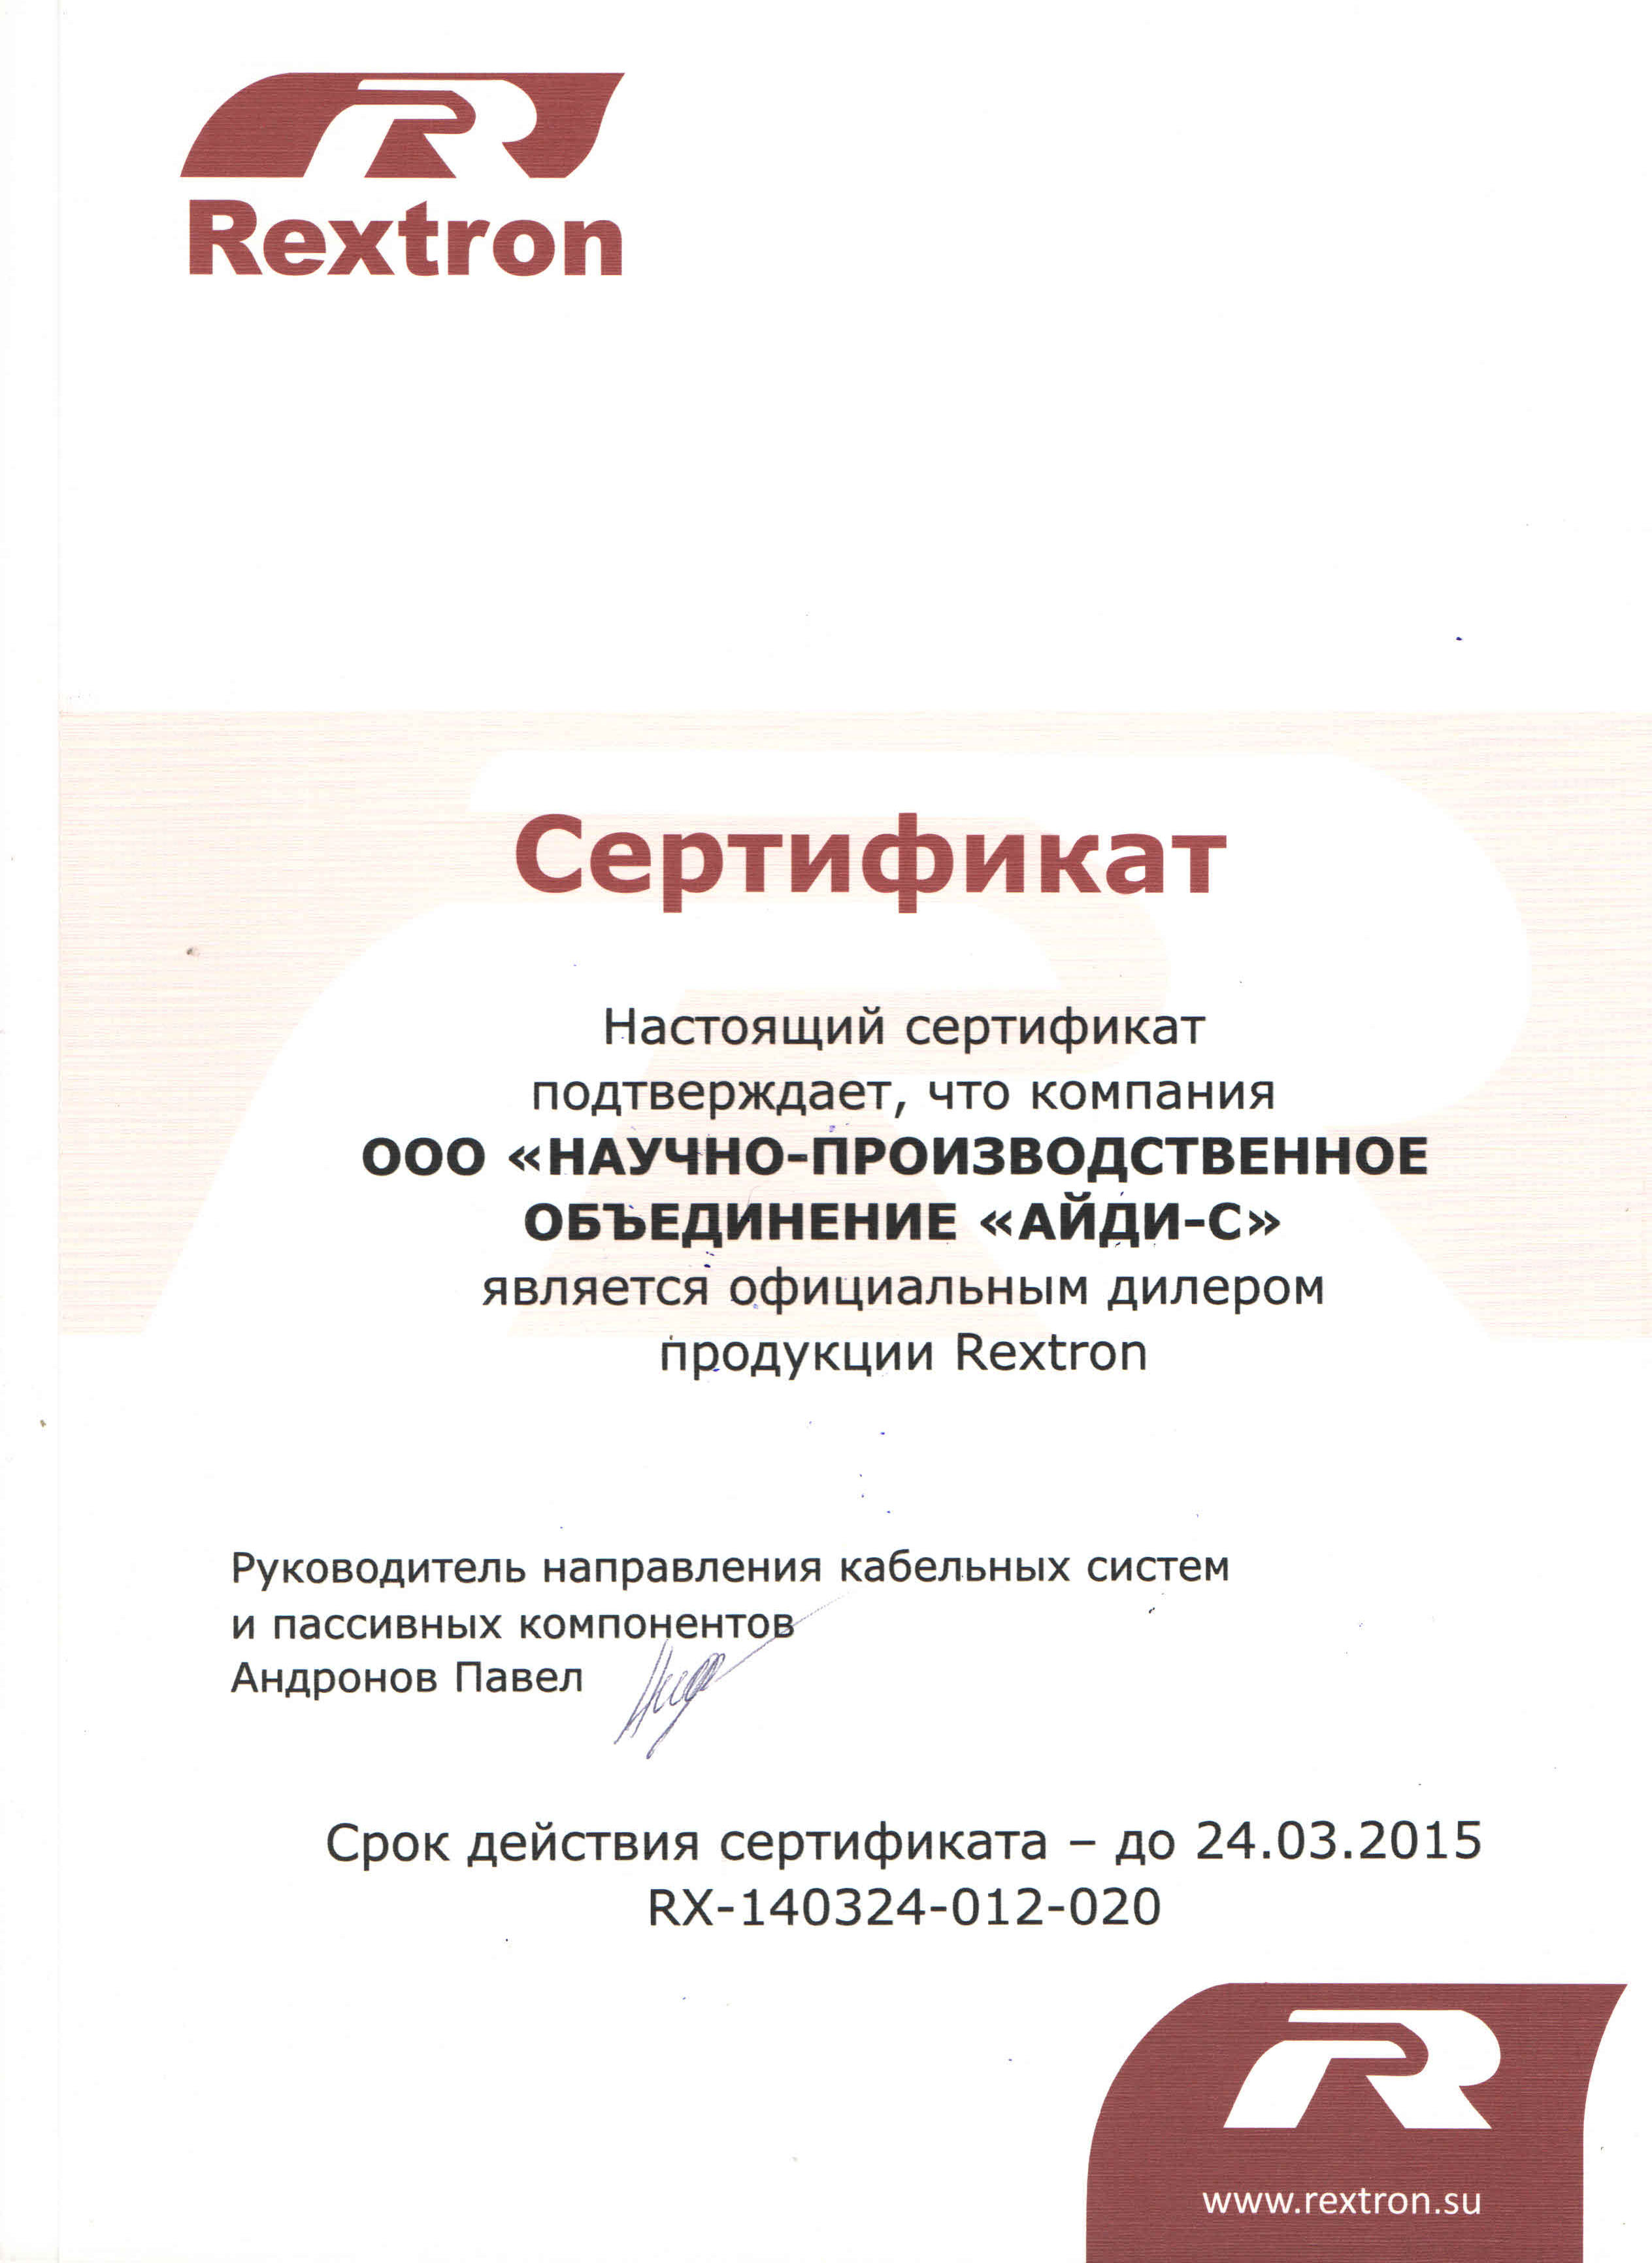 Rextron
Сертификат
Настоящий сертификат
подтверждает, что компания
ООО «НАУЧНО-ПРОИЗВОДСТВЕННОЕ
ОБЪЕДИНЕНИЕ «АЙДИ-С»
является официальным дилером
продукции Rextron
Руководитель направления кабельных систем
и пассивных компонентов
Андронов Павел
Срок действия сертификата – до 24.03.2015
RX-140324-012-020
www.rextron.su